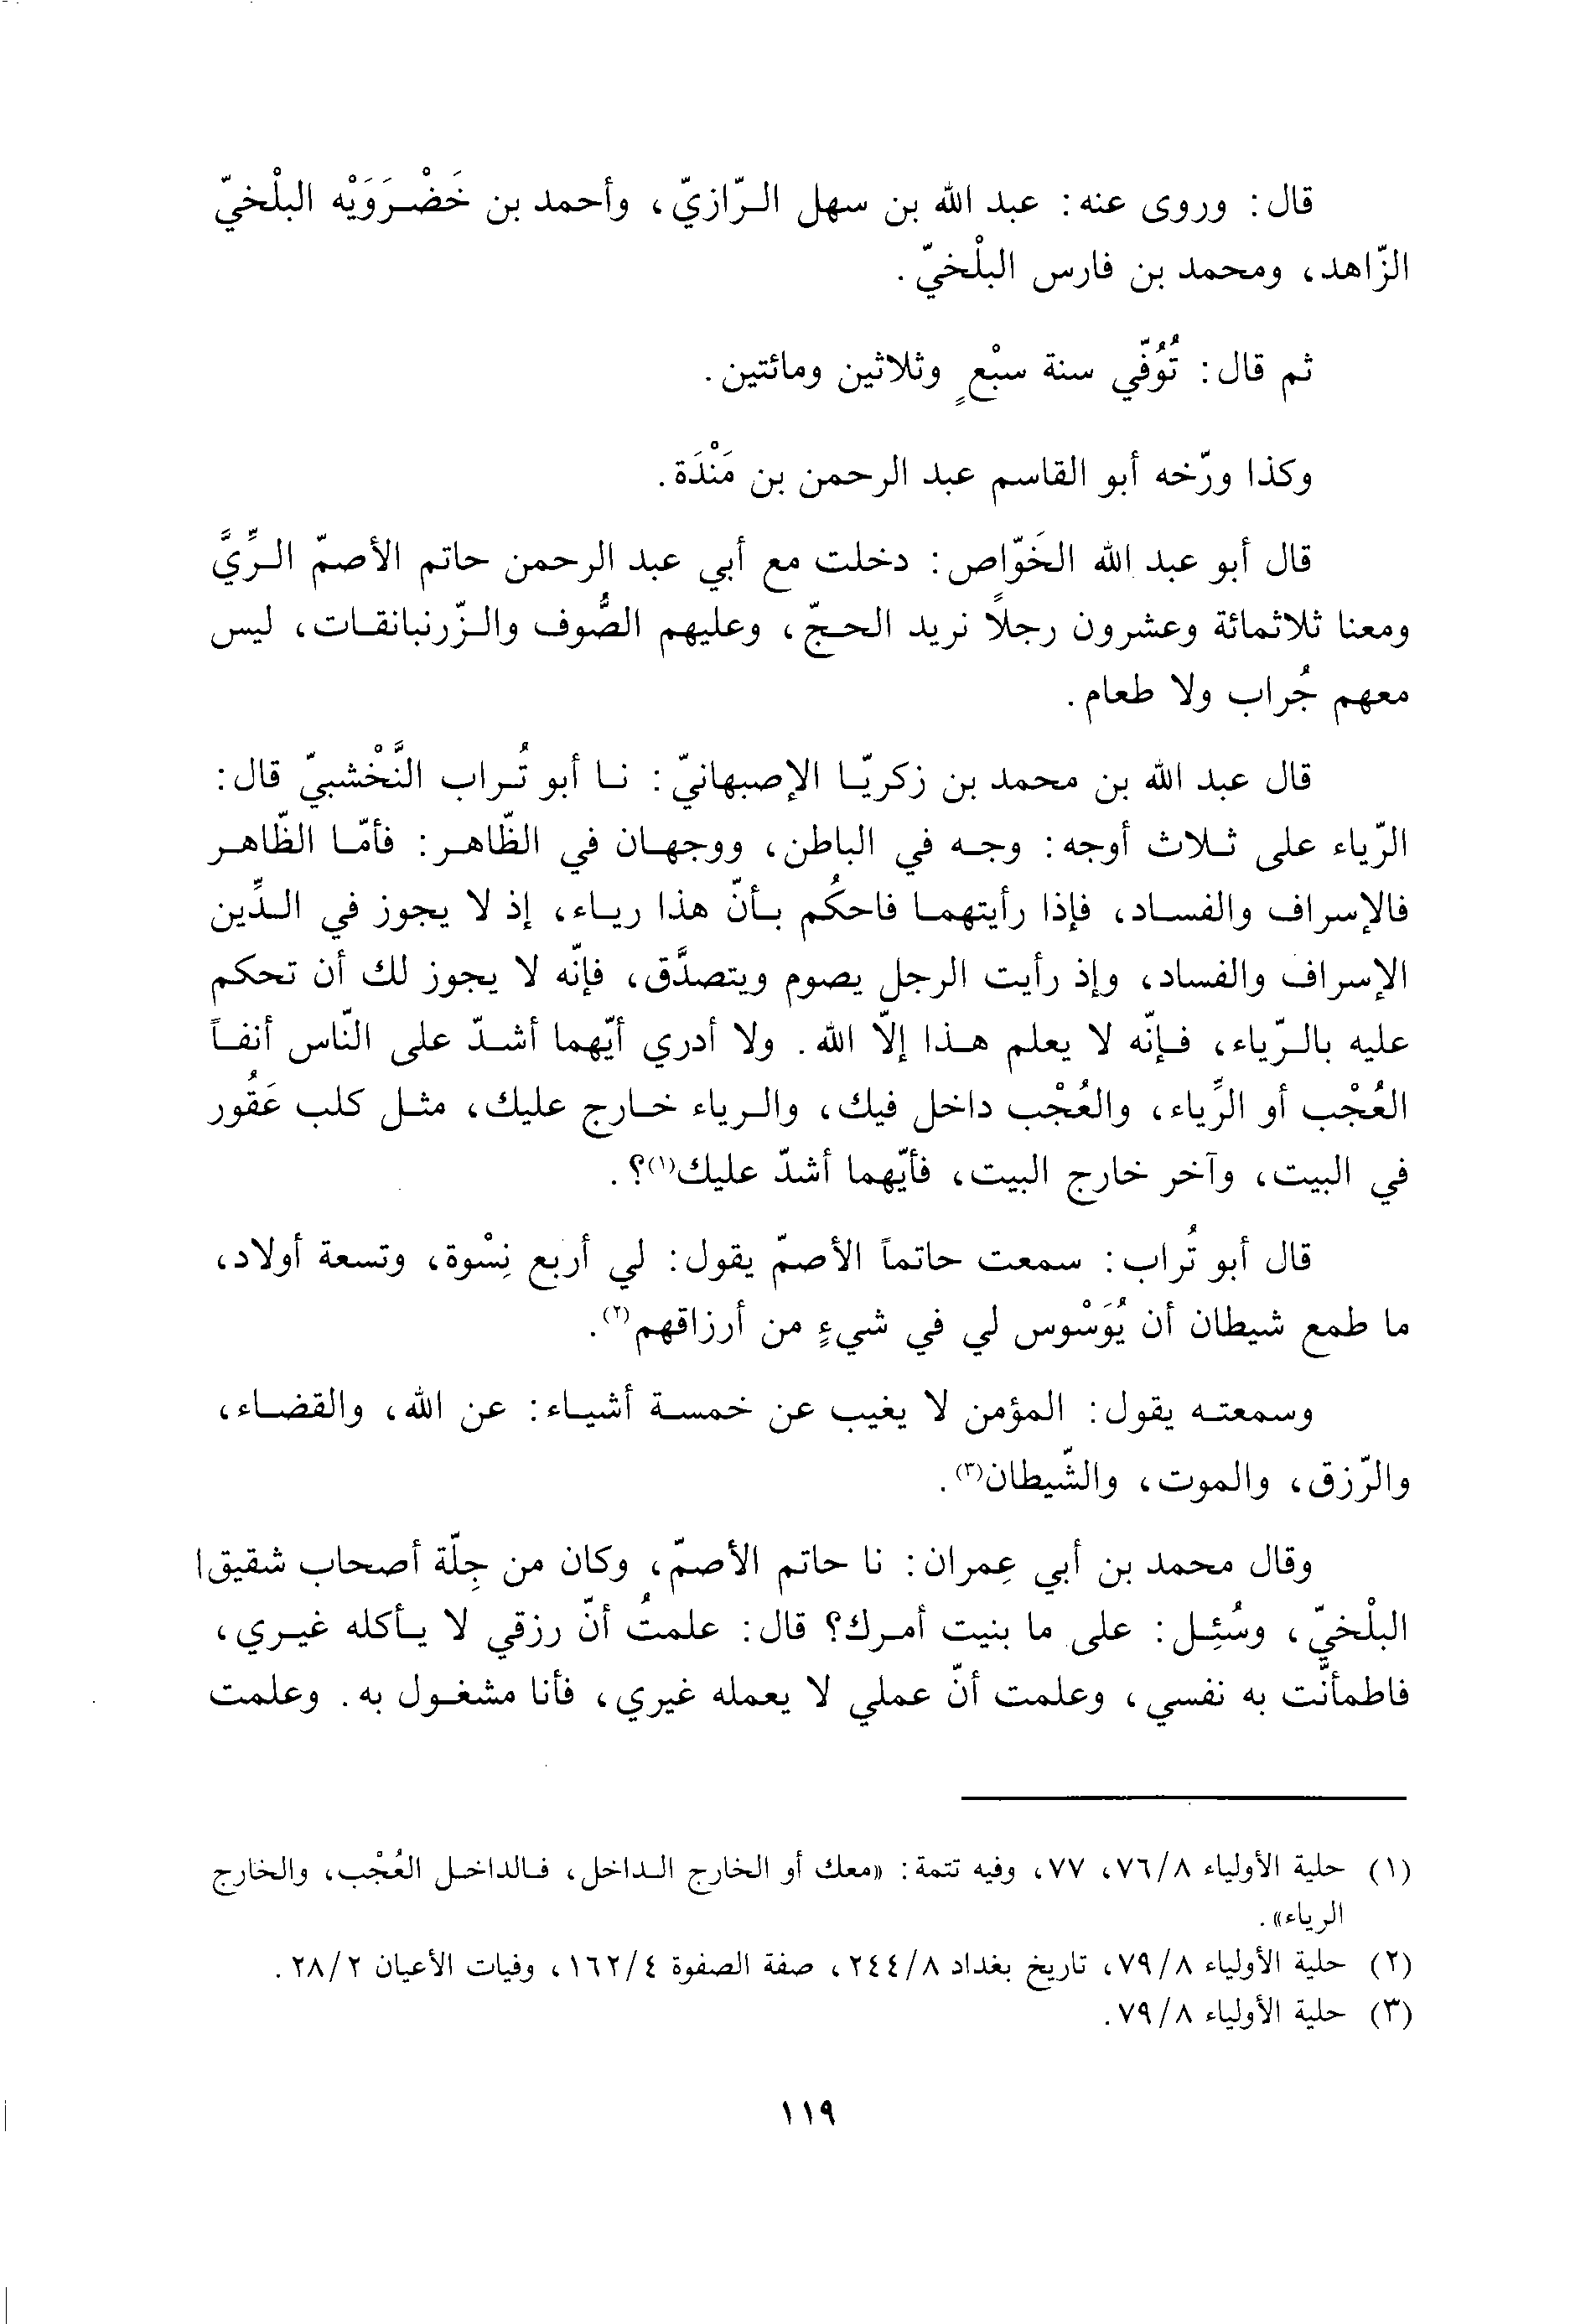 قال: وروى عنه: عبد الله بن سهل الرّازيّ، وأحمد بن خَضْرَوَيْه البلْخيّ
الزّاهد، ومحمد بن فارس البلْخيّ.
ثم قال: تُوُفّي سنة سبْعٍ وثلاثين ومائتين.
وكذا ورّخه أبو القاسم عبد الرحمن بن مَنْدَة.
قال أبو عبد الله الخَوّاص: دخلت مع أبي عبد الرحمن حاتم الأصمّ الرِّيَّ
ومعنا ثلاثمائة وعشرون رجلاً نريد الحجّ، وعليهم الصُّوف والزّرنبانقات، ليس
معهم جُراب ولا طعام.
قال عبد الله بن محمد بن زكريّا الإصبهانيّ: نا أبو تُراب النَّخْشبيّ قال:
الرّياء على ثلاث أوجه: وجه في الباطن، ووجهان في الظّاهر: فأمّا الظّاهر
فالإسراف والفساد، فإذا رأيتهما فاحكُم بأنّ هذا رياء، إذ لا يجوز في الدِّين
الإسراف والفساد، وإذ رأيت الرجل يصوم ويتصدَّق، فإنّه لا يجوز لك أن تحكم
عليه بالرّياء، فإنّه لا يعلم هذا إلّا الله. ولا أدري أيّهما أشدّ على النّاس أنفاً
العُجْب أو الرِّياء، والعُجْب داخل فيك، والرياء خارج عليك، مثل كلب عَقُور
في البيت، وآخر خارج البيت، فأيّهما أشدّ عليك(١)؟.
قال أبو تُراب: سمعت حاتماً الأصمّ يقول: لي أربع نِسْوة، وتسعة أولاد،
ما طمع شيطان أن يُوَسْوس لي في شيءٍ من أرزاقهم(٢).
وسمعته يقول: المؤمن لا يغيب عن خمسة أشياء: عن الله، والقضاء،
والرّزق، والموت، والشّيطان(٣).
وقال محمد بن أبي عِمران: نا حاتم الأصمّ، وكان من جِلّة أصحاب شقيق ا
البلْخيّ، وسُئِل: على ما بنيت أمرك؟ قال: علمتُ أنّ رزقي لا يأكله غيري،
فاطمأنّت به نفسي، وعلمت أنّ عملي لا يعمله غيري، فأنا مشغول به. وعلمت
(١) حلية الأولياء ٨/ ٧٦، ٧٧، وفيه تتمة: «معك أو الخارج الداخل، فالداخل العُجْب، والخارج
الرياء».
(٢) حلية الأولياء ٨/ ٧٩، تاريخ بغداد ٨/ ٢٤٤، صفة الصفوة ٤/ ١٦٢، وفيات الأعيان ٢/ ٢٨.
(٣) حلية الأولياء ٨/ ٧٩.
١١٩